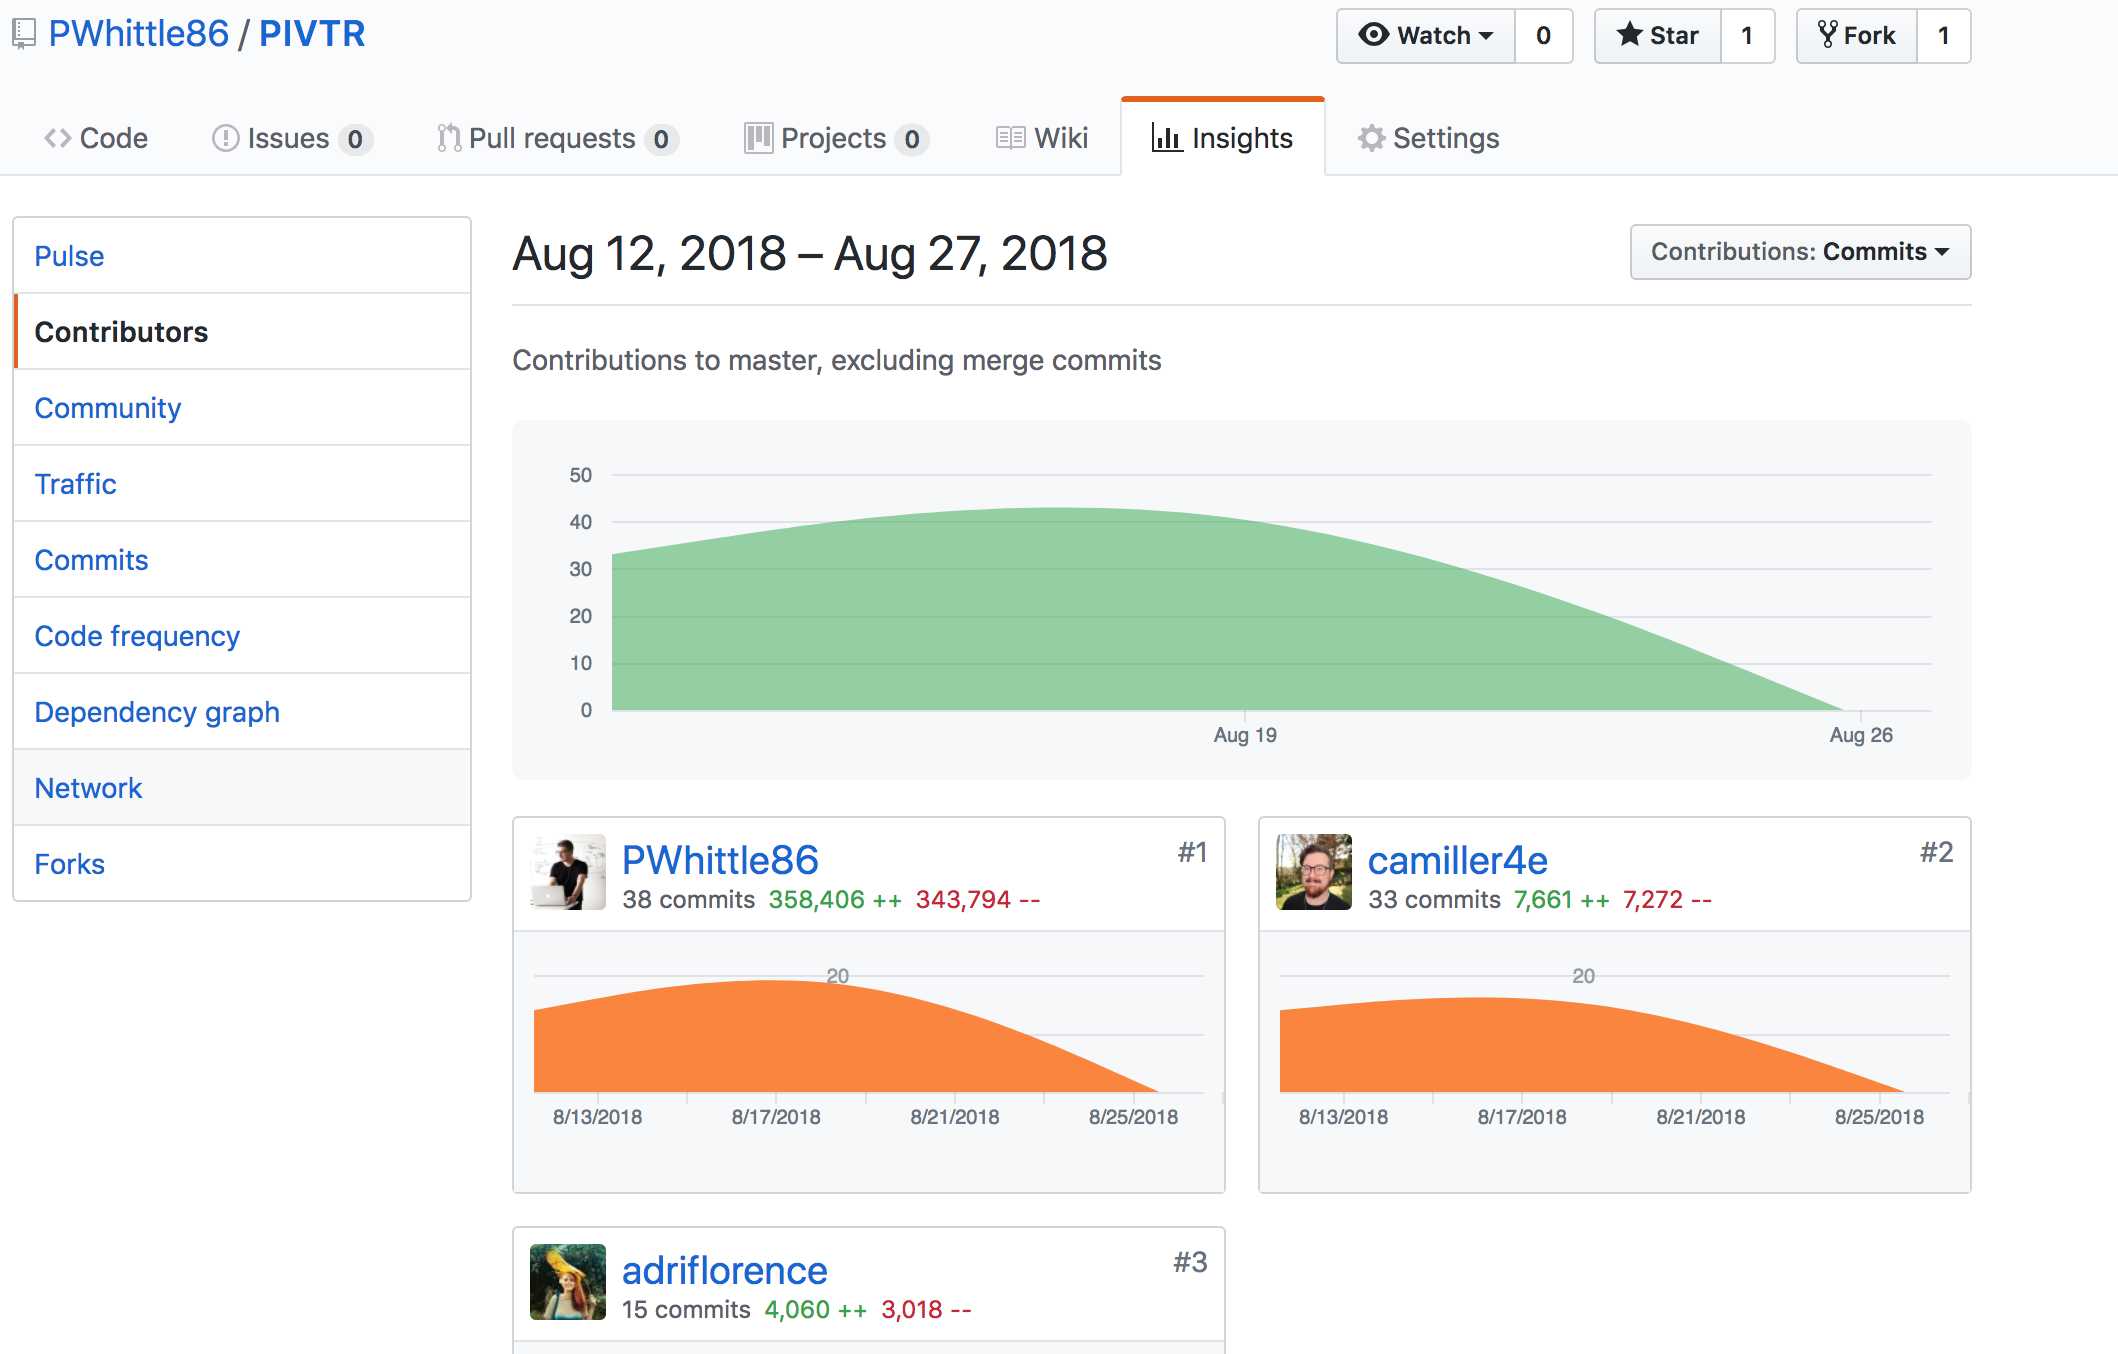 PWhittle86 / PIVTR
Watch 0 Star 1 Fork 1
Code Issues 0 Pull requests 0 Projects 0 Wiki Insights Settings
Pulse
Contributors
Community
Traffic
Commits
Code frequency
Dependency graph
Network
Forks
Aug 12, 2018 – Aug 27, 2018
Contributions: Commits
Contributions to master, excluding merge commits
50
40
30
20
10
0
Aug 19 Aug 26
PWhittle86 #1
38 commits 358,406 ++ 343,794 --
20
8/13/2018 8/17/2018 8/21/2018 8/25/2018
camiller4e #2
33 commits 7,661 ++ 7,272 --
20
8/13/2018 8/17/2018 8/21/2018 8/25/2018
adriflorence #3
15 commits 4,060 ++ 3,018 --